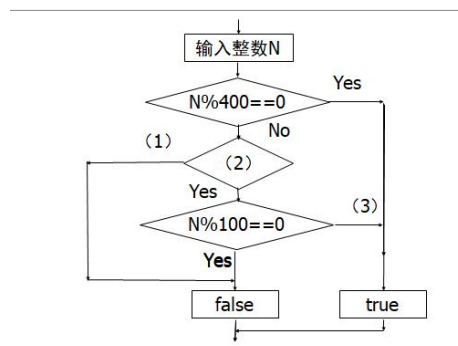 输入整数N
N%400==0
Yes
No
（1）
（2）
Yes
（3）
N%100==0
Yes
false
true